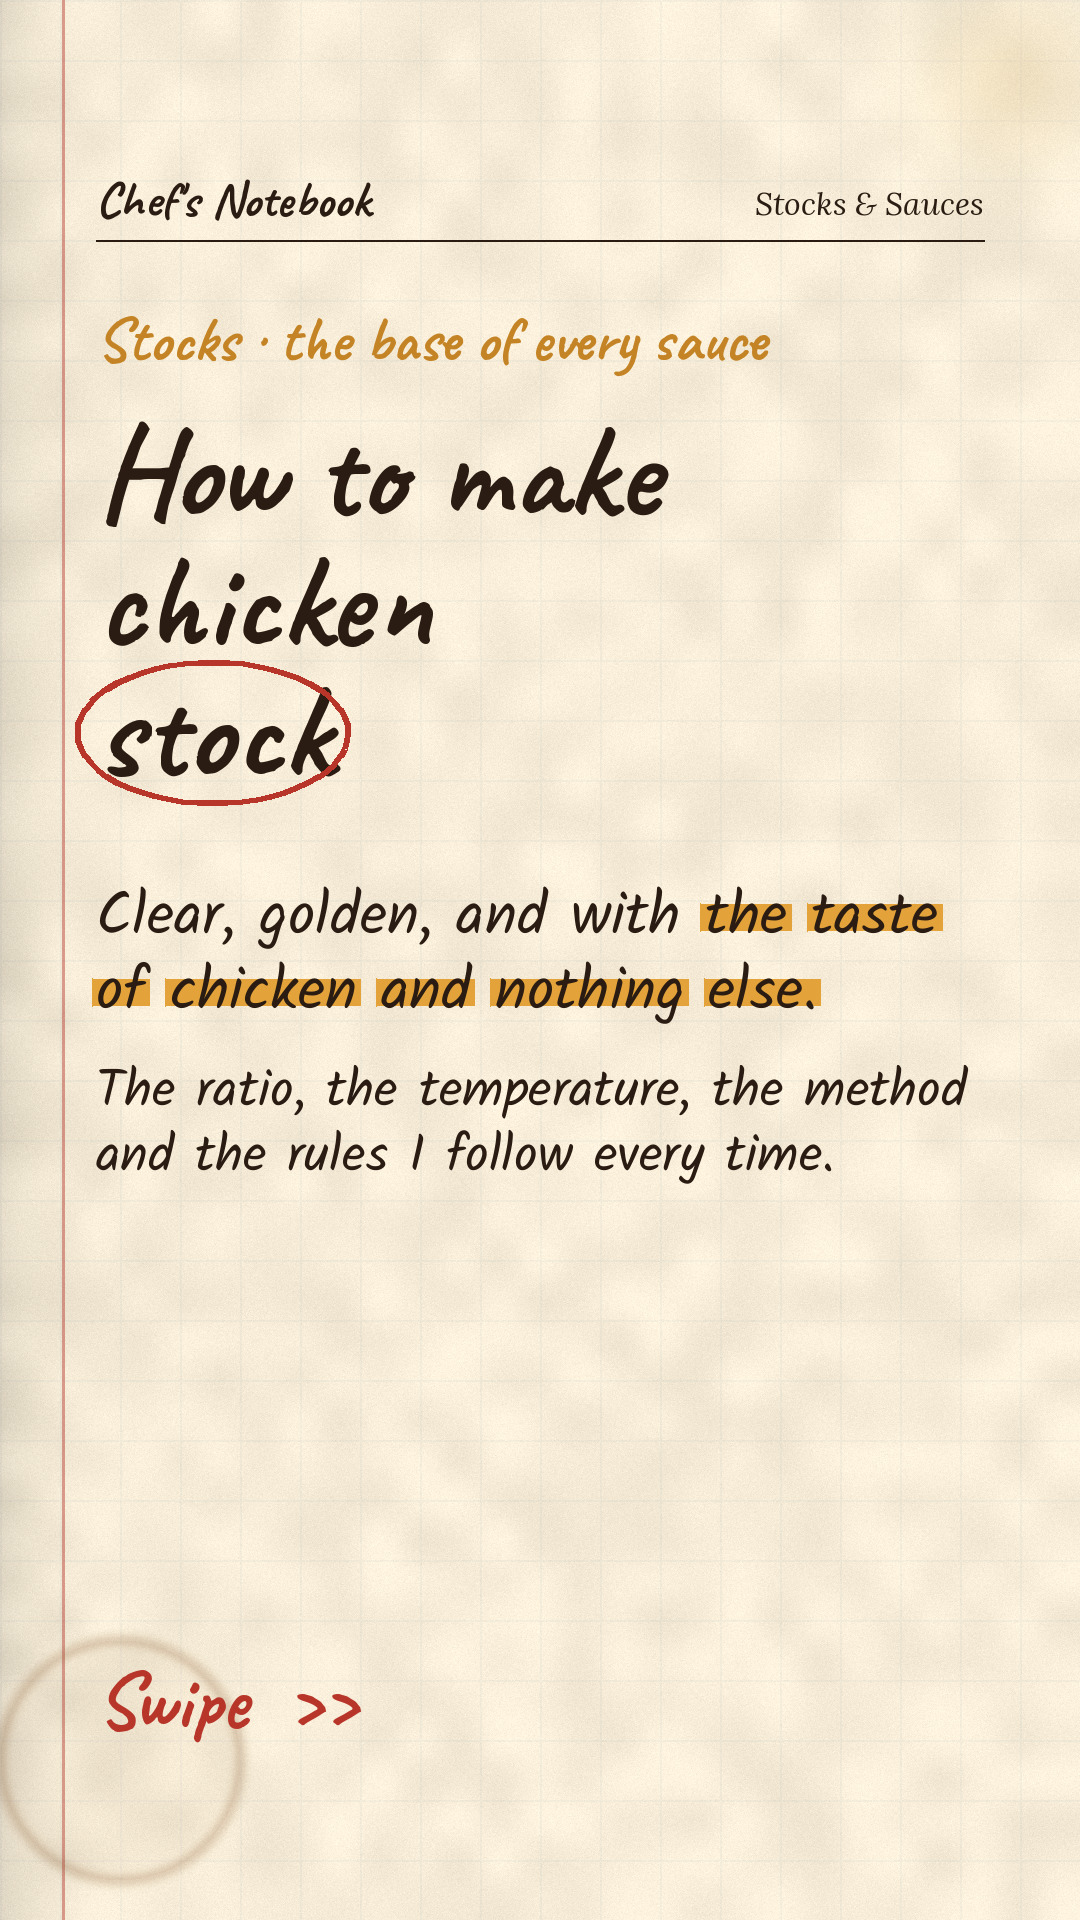 Chef's Notebook
Stocks & Sauces
Stocks · the base of every sauce
How to make
chicken
stock
Clear, golden, and with the taste
of chicken and nothing else.
The ratio, the temperature, the method
and the rules I follow every time.
Swipe >>